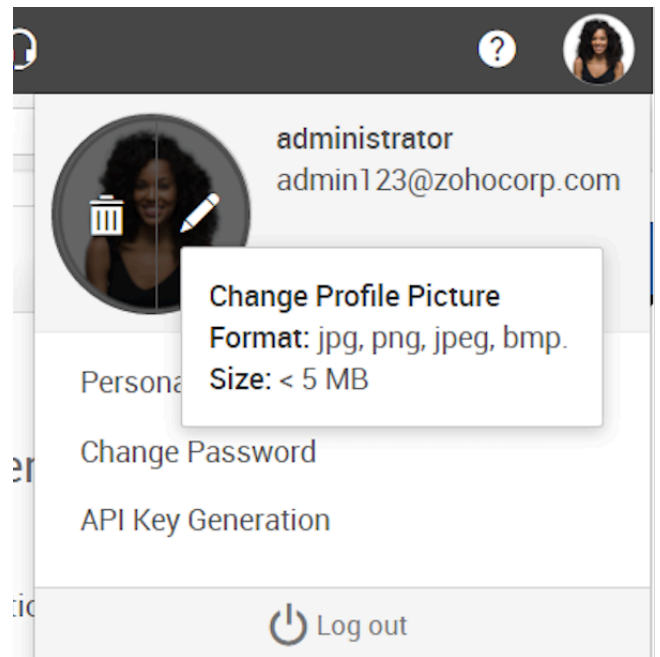 ?
administrator
admin123@zohocorp.com
Change Profile Picture
Format: jpg, png, jpeg, bmp.
Size: < 5 MB
Change Password
API Key Generation
Log out